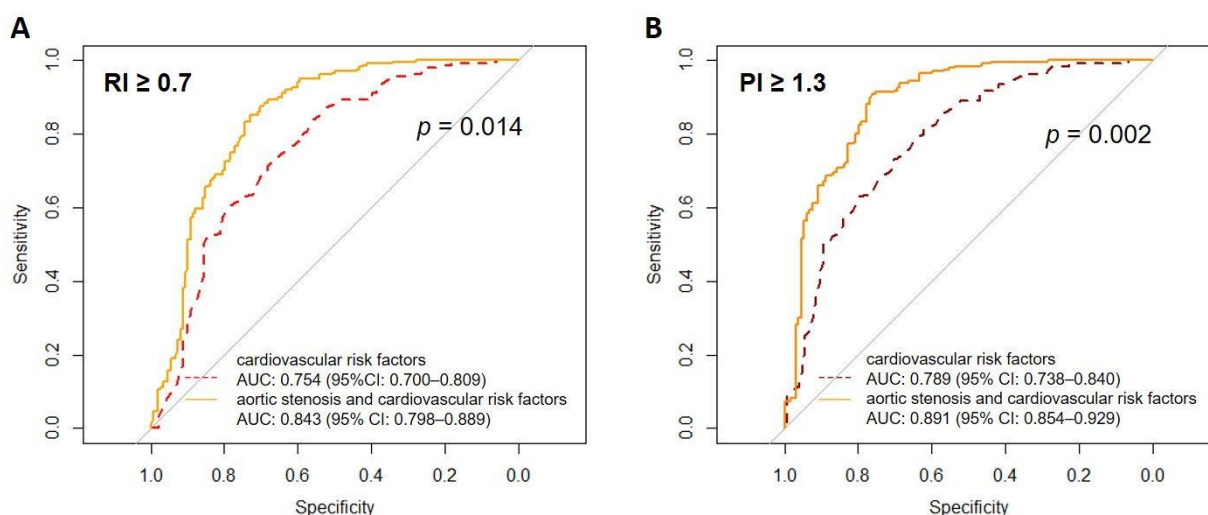 A
RI ≥ 0.7
p = 0.014
Sensitivity
0.0
0.2
0.4
0.6
0.8
1.0
cardiovascular risk factors
AUC: 0.754 (95%CI: 0.700–0.809)
aortic stenosis and cardiovascular risk factors
AUC: 0.843 (95% CI: 0.798–0.889)
1.0 0.8 0.6 0.4 0.2 0.0
Specificity
B
PI ≥ 1.3
p = 0.002
Sensitivity
0.0
0.2
0.4
0.6
0.8
1.0
cardiovascular risk factors
AUC: 0.789 (95% CI: 0.738–0.840)
aortic stenosis and cardiovascular risk factors
AUC: 0.891 (95% CI: 0.854–0.929)
1.0 0.8 0.6 0.4 0.2 0.0
Specificity